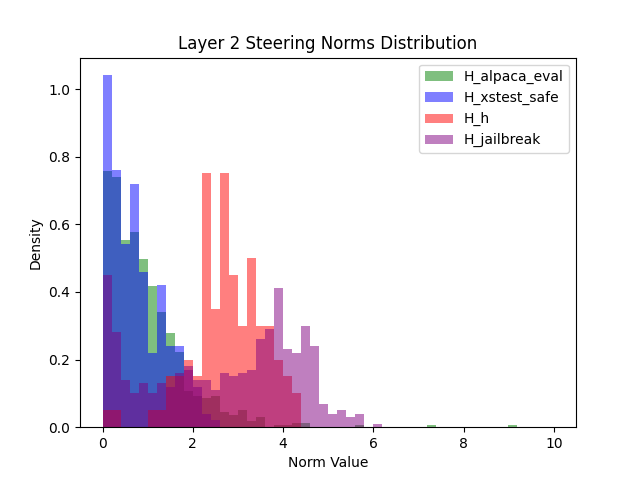 Layer 2 Steering Norms Distribution
H_alpaca_eval
H_xstest_safe
H_h
H_jailbreak
Density
1.0
0.8
0.6
0.4
0.2
0.0
0 2 4 6 8 10
Norm Value